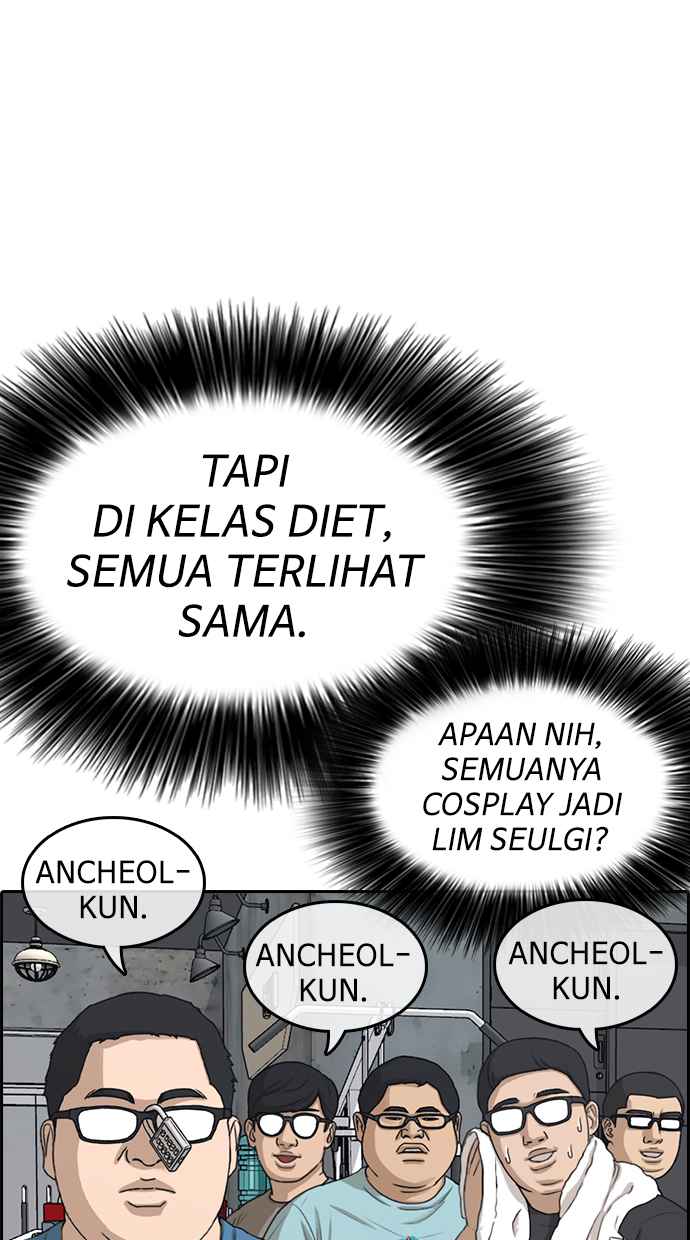 TAPI
DI KELAS DIET,
SEMUA TERLIHAT
SAMA.
APAAN NIH,
SEMUANYA
COSPLAY JADI
LIM SEULGI?
ANCHEOL-
KUN.
ANCHEOL-
KUN.
ANCHEOL-
KUN.